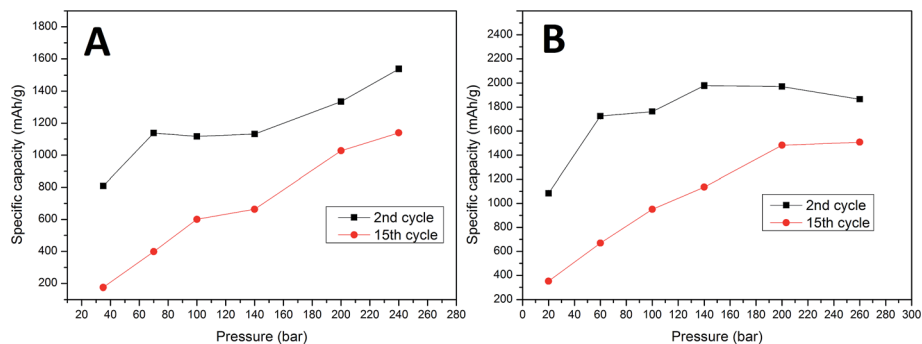 A
Specific capacity (mAh/g)
1800
1600
1400
1200
1000
800
600
400
200
2nd cycle
15th cycle
20 40 60 80 100 120 140 160 180 200 220 240 260 280
Pressure (bar)
B
Specific capacity (mAh/g)
2600
2400
2200
2000
1800
1600
1400
1200
1000
800
600
400
200
2nd cycle
15th cycle
0 20 40 60 80 100 120 140 160 180 200 220 240 260 280 300
Pressure (bar)